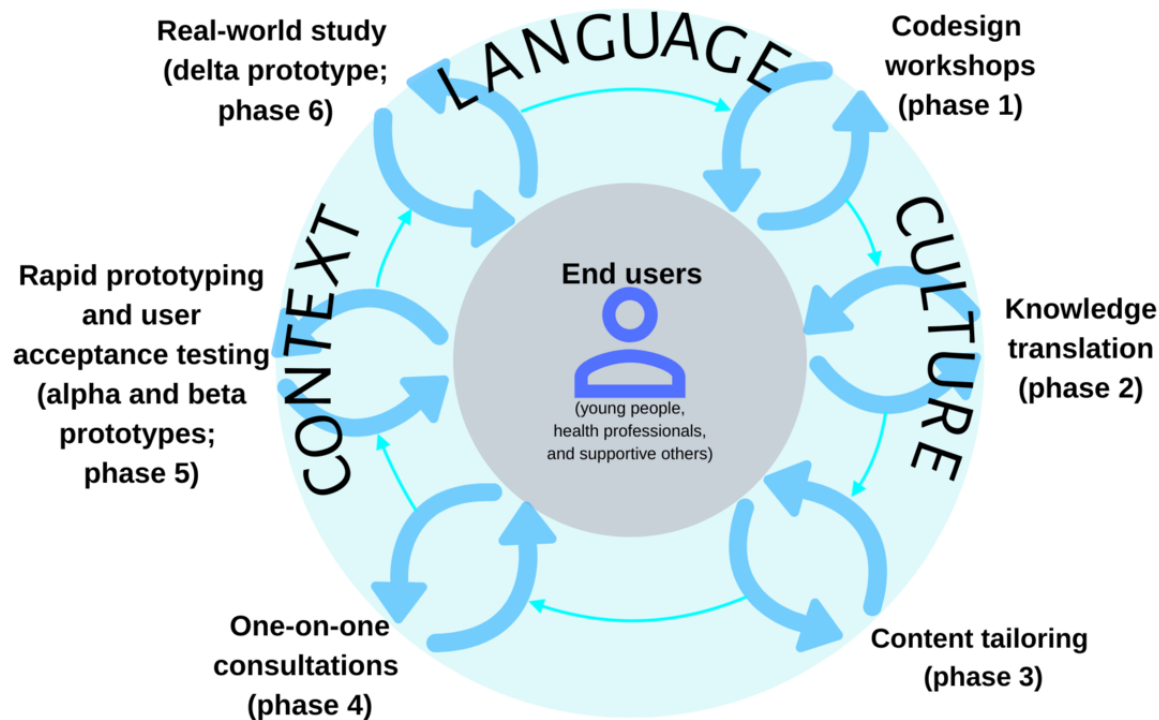 LANGUAGE
CULTURE
CONTEXT
Codesign
workshops
(phase 1)
Knowledge
translation
(phase 2)
Content tailoring
(phase 3)
One-on-one
consultations
(phase 4)
Rapid prototyping
and user
acceptance testing
(alpha and beta
prototypes;
phase 5)
Real-world study
(delta prototype;
phase 6)
End users
(young people,
health professionals,
and supportive others)